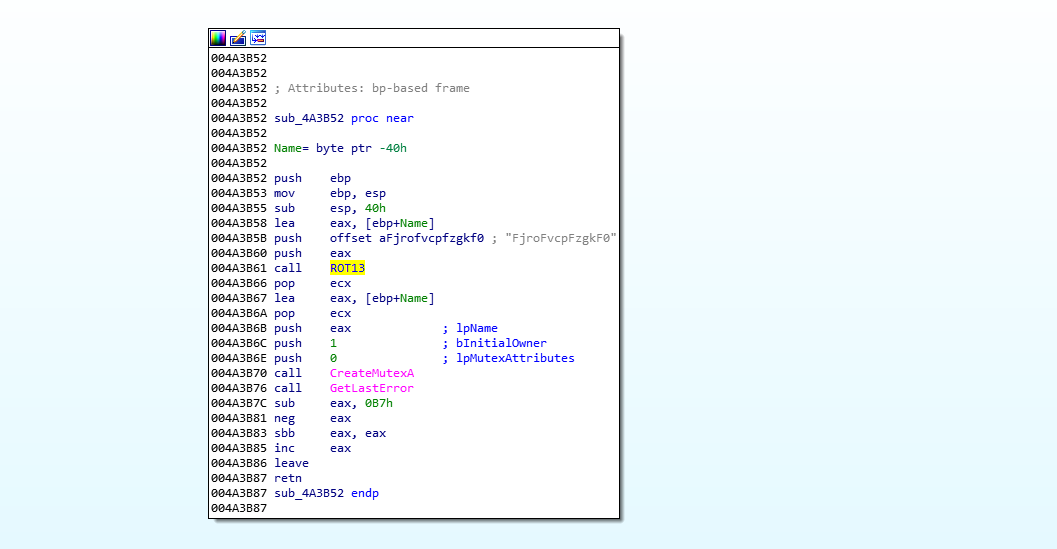 004A3B52
004A3B52
004A3B52 ; Attributes: bp-based frame
004A3B52
004A3B52 sub_4A3B52 proc near
004A3B52
004A3B52 Name= byte ptr -40h
004A3B52
004A3B52 push    ebp
004A3B53 mov     ebp, esp
004A3B55 sub     esp, 40h
004A3B58 lea     eax, [ebp+Name]
004A3B5B push    offset aFjrofvcpfzgkf0 ; "FjroFvcpFzgkF0"
004A3B60 push    eax
004A3B61 call    ROT13
004A3B66 pop     ecx
004A3B67 lea     eax, [ebp+Name]
004A3B6A pop     ecx
004A3B6B push    eax             ; lpName
004A3B6C push    1               ; bInitialOwner
004A3B6E push    0               ; lpMutexAttributes
004A3B70 call    CreateMutexA
004A3B76 call    GetLastError
004A3B7C sub     eax, 0B7h
004A3B81 neg     eax
004A3B83 sbb     eax, eax
004A3B85 inc     eax
004A3B86 leave
004A3B87 retn
004A3B87 sub_4A3B52 endp
004A3B87